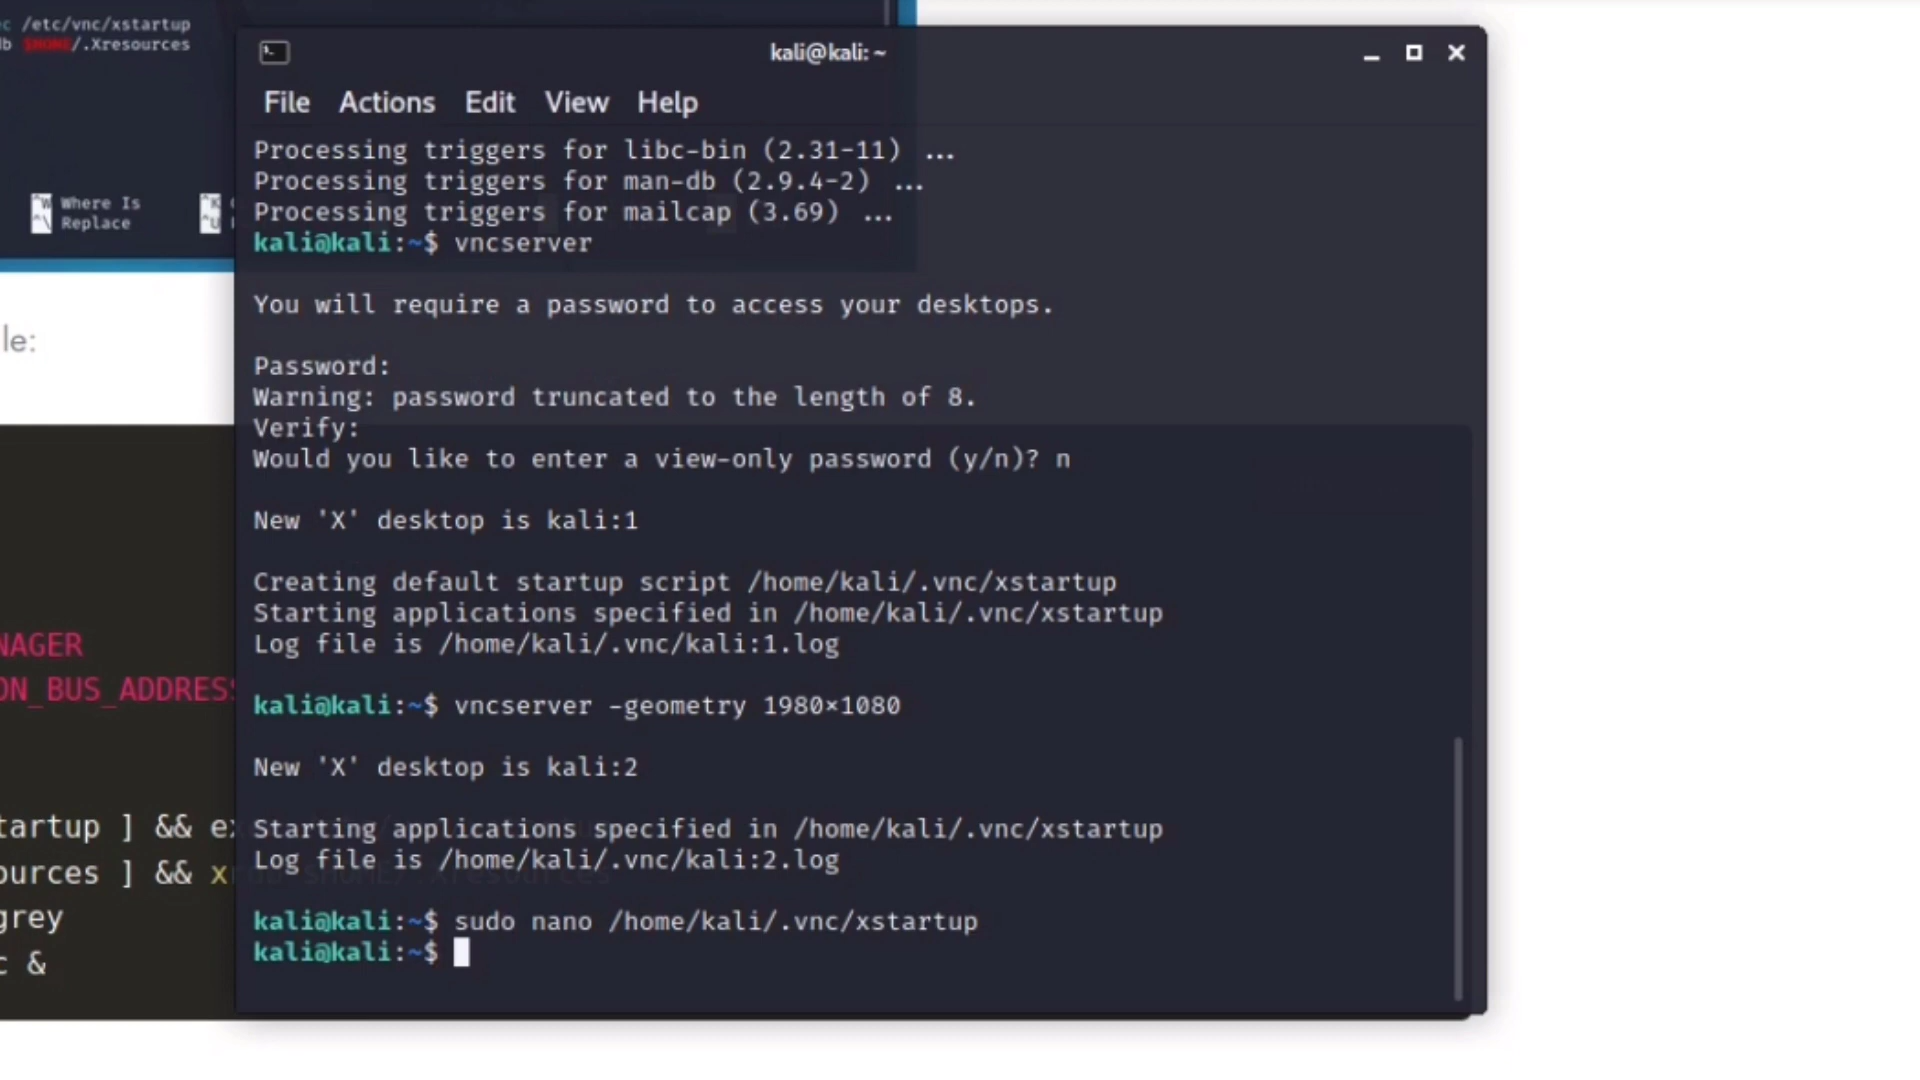 c /etc/vnc/xstartup
db $HOME/.Xresources
^W Where Is
^\ Replace
^K
^U
le:
NAGER
ON_BUS_ADDRESS
tartup ] && ex
ources ] && x
grey
c &
kali@kali: ~
File Actions Edit View Help
Processing triggers for libc-bin (2.31-11) ...
Processing triggers for man-db (2.9.4-2) ...
Processing triggers for mailcap (3.69) ...
kali@kali:~$ vncserver
You will require a password to access your desktops.
Password:
Warning: password truncated to the length of 8.
Verify:
Would you like to enter a view-only password (y/n)? n
New 'X' desktop is kali:1
Creating default startup script /home/kali/.vnc/xstartup
Starting applications specified in /home/kali/.vnc/xstartup
Log file is /home/kali/.vnc/kali:1.log
kali@kali:~$ vncserver -geometry 1980×1080
New 'X' desktop is kali:2
Starting applications specified in /home/kali/.vnc/xstartup
Log file is /home/kali/.vnc/kali:2.log
kali@kali:~$ sudo nano /home/kali/.vnc/xstartup
kali@kali:~$